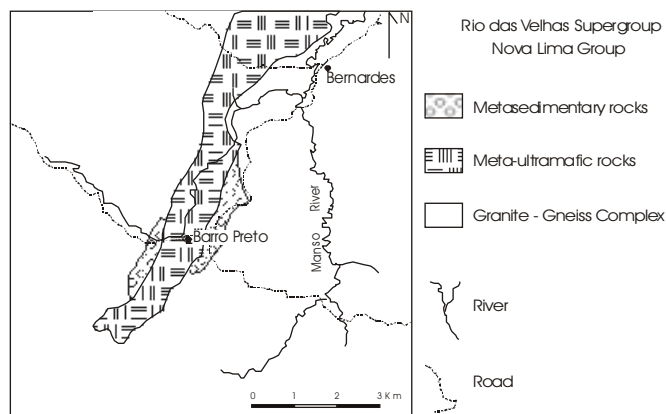 N
Bernardes
Manso River
Barro Preto
0 1 2 3 Km
Rio das Velhas Supergroup
Nova Lima Group
Metasedimentary rocks
Meta-ultramafic rocks
Granite - Gneiss Complex
River
Road